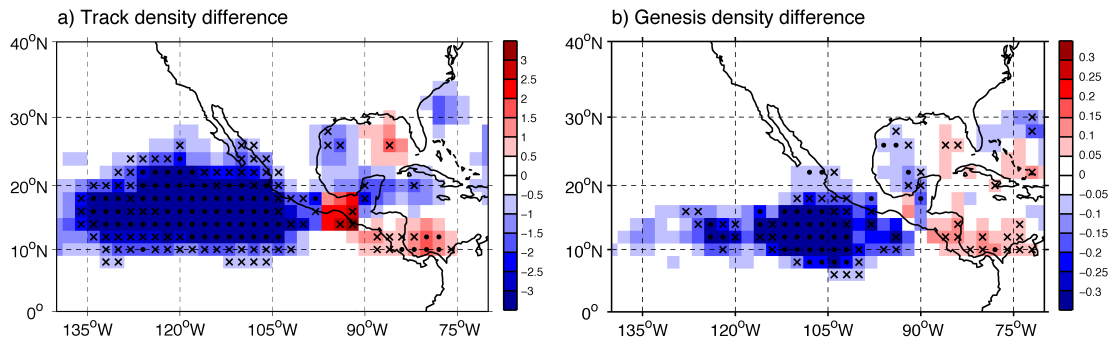 a) Track density difference
b) Genesis density difference
40°N
30°N
20°N
10°N
0°
135°W
120°W
105°W
90°W
75°W
3
2.5
2
1.5
1
0.5
0
−0.5
−1
−1.5
−2
−2.5
−3
40°N
30°N
20°N
10°N
0°
135°W
120°W
105°W
90°W
75°W
0.3
0.25
0.2
0.15
0.1
0.05
0
−0.05
−0.1
−0.15
−0.2
−0.25
−0.3